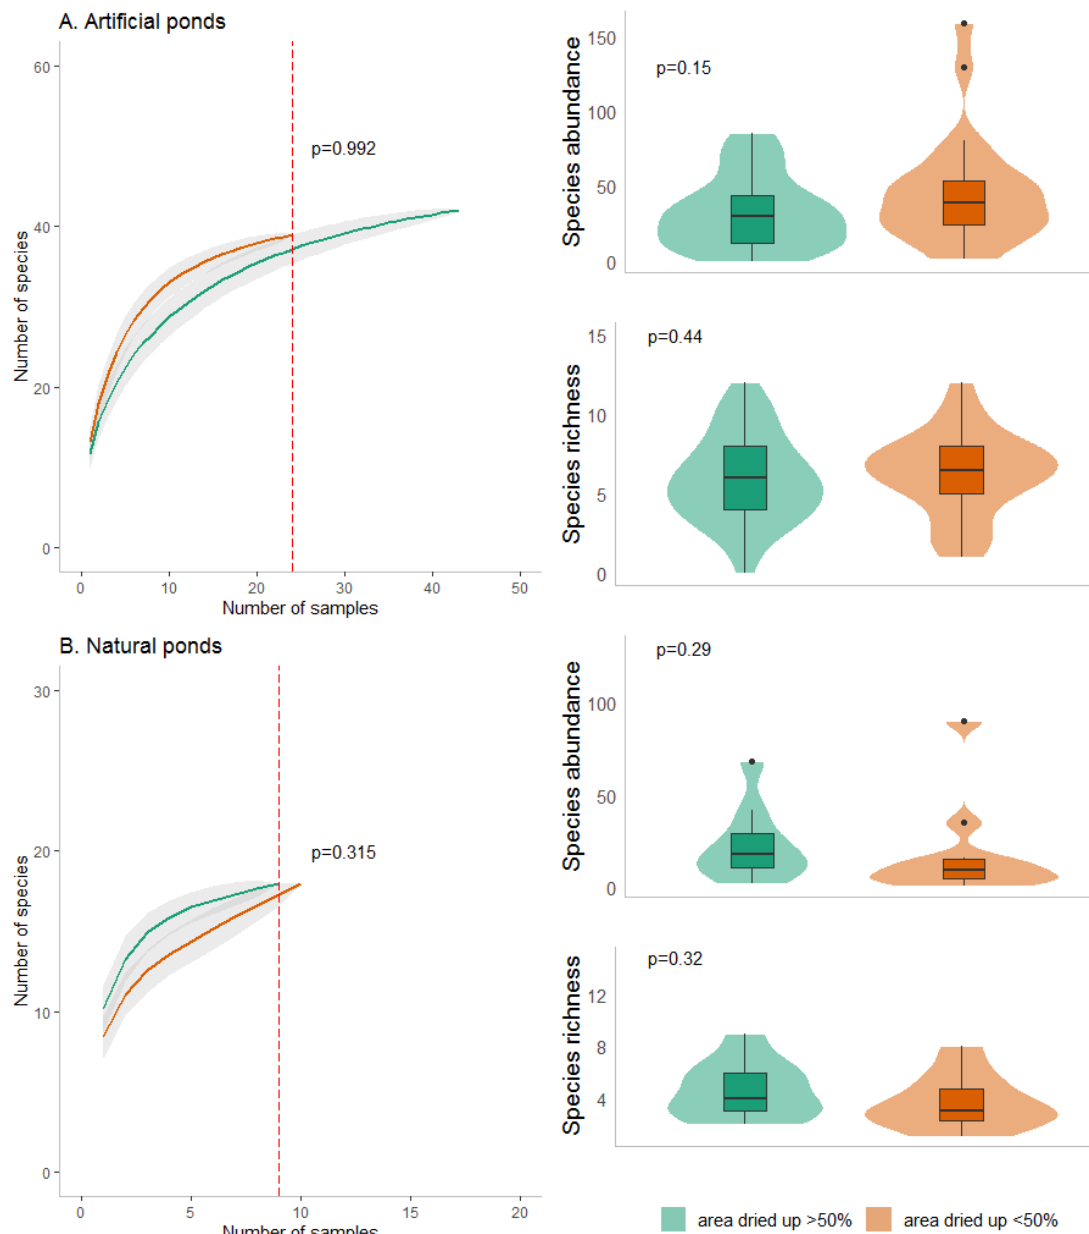 A. Artificial ponds
Number of species
60
40
20
0
p=0.992
0 10 20 30 40 50
Number of samples
Species abundance
150
100
50
0
p=0.15
Species richness
15
10
5
0
p=0.44
B. Natural ponds
Number of species
30
20
10
0
p=0.315
0 5 10 15 20
Number of samples
Species abundance
100
50
0
p=0.29
Species richness
12
8
4
p=0.32
area dried up >50% area dried up <50%